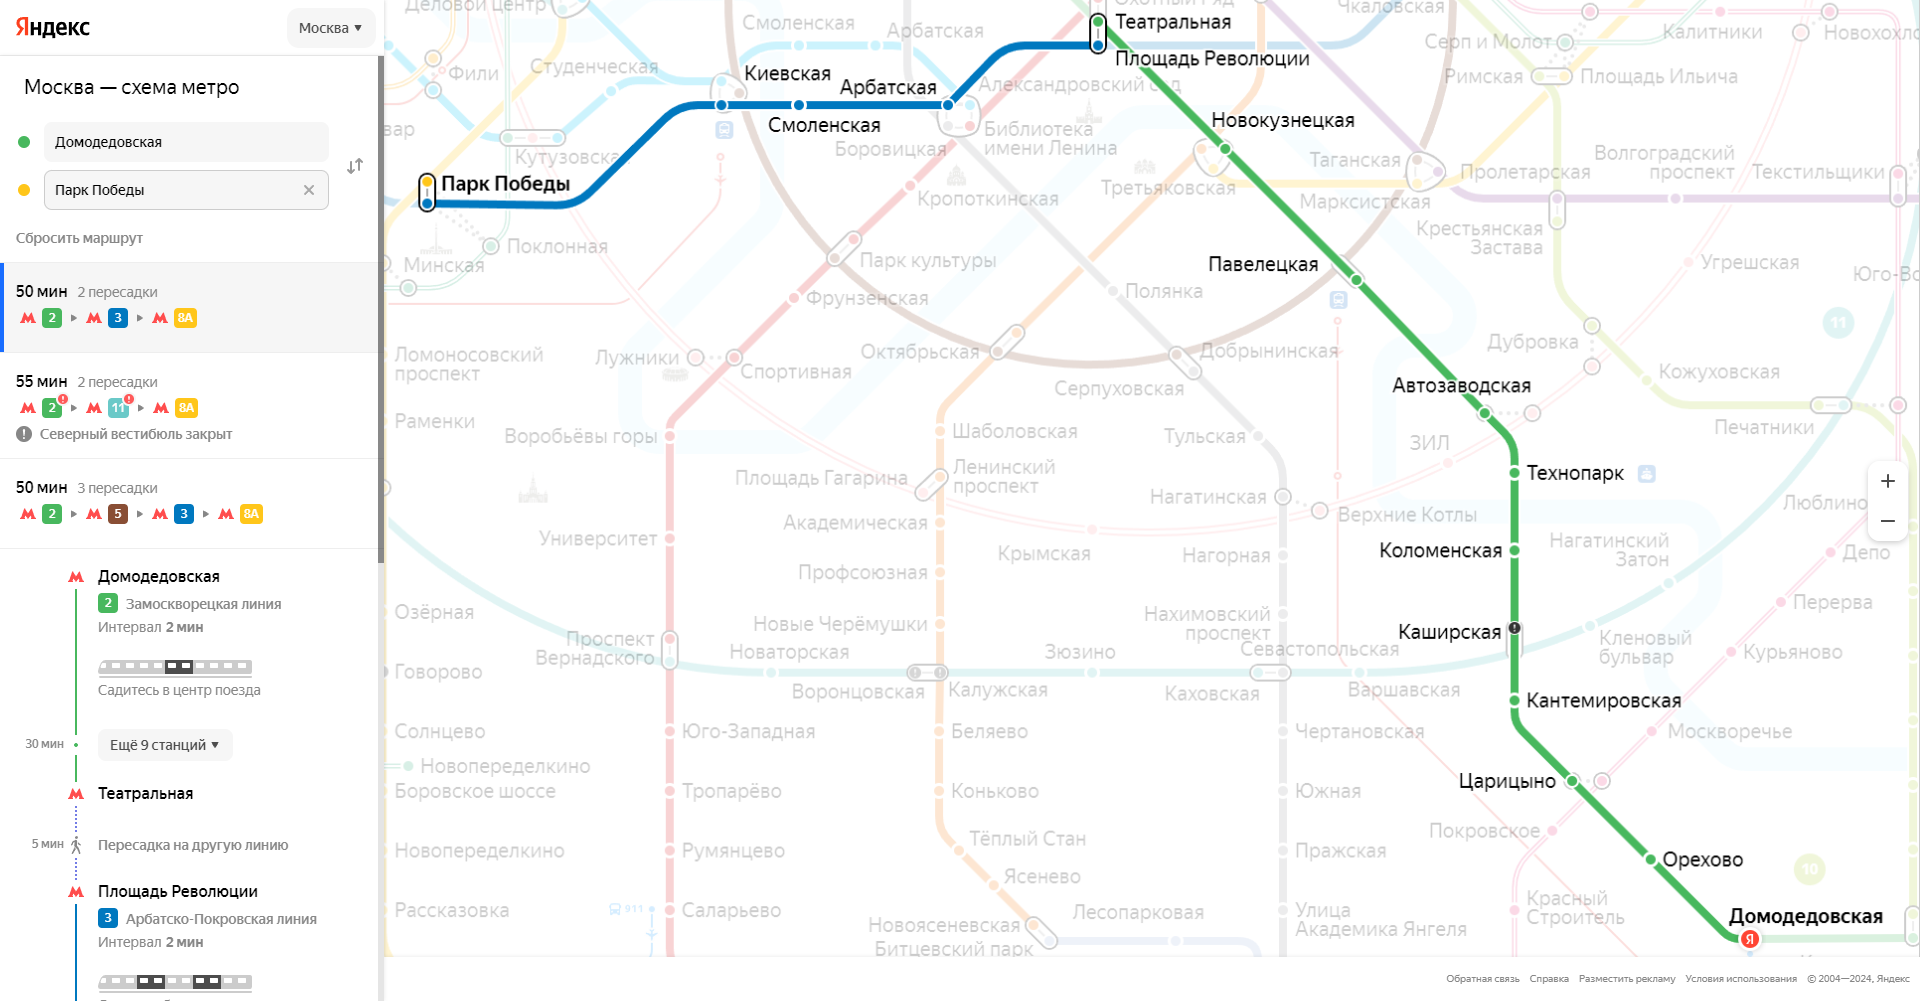 Яндекс
Москва
Москва — схема метро
Домодедовская
Парк Победы
Сбросить маршрут
50 мин 2 пересадки
2 3 8А
55 мин 2 пересадки
2 11 8А
Северный вестибюль закрыт
50 мин 3 пересадки
2 5 3 8А
Домодедовская
2 Замоскворецкая линия
Интервал 2 мин
Садитесь в центр поезда
30 мин
Ещё 9 станций
Театральная
5 мин
Пересадка на другую линию
Площадь Революции
3 Арбатско-Покровская линия
Интервал 2 мин
Деловой центр
Смоленская
Арбатская
Охотный Ряд
Театральная
Площадь Революции
Чкаловская
Серп и Молот
Калитники
Римская
Площадь Ильича
Фили
Студенческая
Киевская
Арбатская
Александровский сад
Смоленская
Кутузовская
Боровицкая
Библиотека
имени Ленина
Новокузнецкая
Таганская
Пролетарская
Волгоградский
проспект
Текстильщики
Парк Победы
Кропоткинская
Третьяковская
Марксистская
Крестьянская
Застава
Поклонная
Минская
Парк культуры
Полянка
Павелецкая
Угрешская
Фрунзенская
11
Дубровка
Ломоносовский
проспект
Лужники
Спортивная
Октябрьская
Добрынинская
Серпуховская
Автозаводская
Кожуховская
Печатники
Раменки
Воробьёвы горы
Шаболовская
Тульская
ЗИЛ
Площадь Гагарина
Ленинский
проспект
Нагатинская
Верхние Котлы
Технопарк
Люблино
Академическая
Университет
Крымская
Нагорная
Коломенская
Нагатинский
Затон
Депо
Профсоюзная
Озёрная
Новые Черёмушки
Нахимовский
проспект
Каширская
Перерва
Проспект
Вернадского
Новаторская
Зюзино
Севастопольская
Кленовый
бульвар
Курьяново
Говорово
Воронцовская
Калужская
Каховская
Варшавская
Кантемировская
Солнцево
Юго-Западная
Беляево
Чертановская
Москворечье
Новопеределкино
Боровское шоссе
Тропарёво
Коньково
Южная
Царицыно
Покровское
Новопеределкино
Румянцево
Тёплый Стан
Пражская
Орехово
10
Ясенево
Рассказовка
911
Саларьево
Лесопарковая
Новоясеневская
Битцевский парк
Улица
Академика Янгеля
Красный
Строитель
Домодедовская
Я
Обратная связь Справка Разместить рекламу Условия использования © 2004—2024, Яндекс